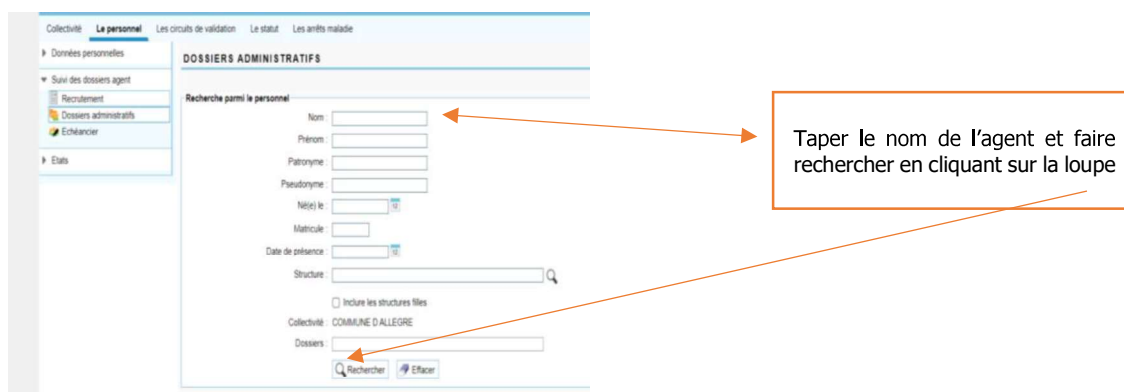 Collectivité Le personnel Les circuits de validation Le statut Les arrêts maladie
Données personnelles
Suivi des dossiers agent
Recrutement
Dossiers administratifs
Echéancier
Etats
DOSSIERS ADMINISTRATIFS
Recherche parmi le personnel
Nom :
Prénom :
Patronyme :
Pseudonyme :
Né(e) le :
Matricule :
Date de présence :
Structure :
Inclure les structures filles
Collectivité : COMMUNE D ALLEGRE
Dossiers :
Rechercher Effacer
Taper le nom de l’agent et faire
rechercher en cliquant sur la loupe